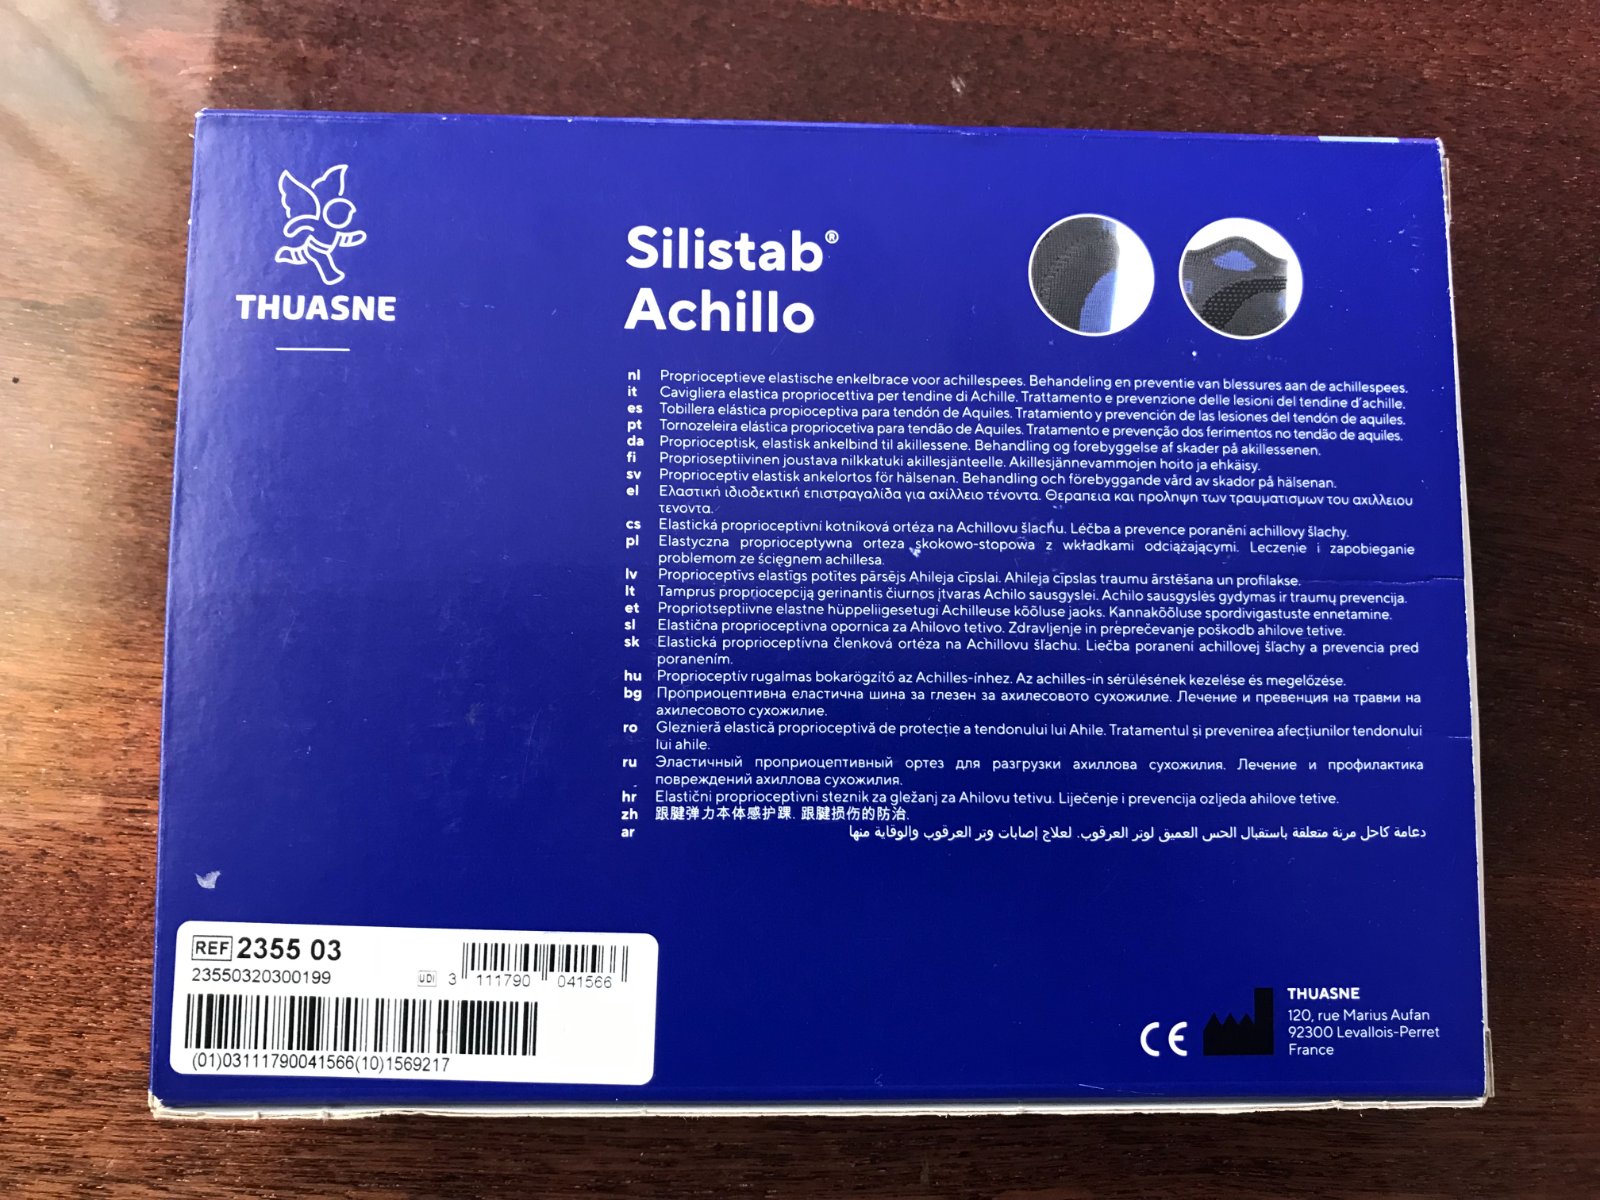 THUASNE
Silistab®
Achillo
nl Proprioceptieve elastische enkelbrace voor achillespees. Behandeling en preventie van blessures aan de achillespees.
it Cavigliera elastica propriocettiva per tendine di Achille. Trattamento e prevenzione delle lesioni del tendine d'achille.
es Tobillera elástica propioceptiva para tendón de Aquiles. Tratamiento y prevención de las lesiones del tendón de aquiles.
pt Tornozeleira elástica propriocetiva para tendão de Aquiles. Tratamento e prevenção dos ferimentos no tendão de aquiles.
da Proprioceptisk, elastisk ankelbind til akillessene. Behandling og forebyggelse af skader på akillessenen.
fi Proprioseptiivinen joustava nilkkatuki akillesjänteelle. Akillesjännevammojen hoito ja ehkäisy.
sv Proprioceptiv elastisk ankelortos för hälsenan. Behandling och förebyggande vård av skador på hälsenan.
el Ελαστική ιδιοδεκτική επιστραγαλίδα για αχίλλειο τένοντα. Θεραπεια και προληψη των τραυματισμων του αχιλλειου
τενοντα.
cs Elastická proprioceptivní kotníková ortéza na Achillovu šlachu. Léčba a prevence poranění achillovy šlachy.
pl Elastyczna proprioceptywna orteza skokowo-stopowa z wkładkami odciążającymi. Leczenie i zapobieganie
problemom ze ścięgnem achillesa.
lv Proprioceptīvs elastīgs potītes pārsējs Ahileja cīpslai. Ahileja cīpslas traumu ārstēšana un profilakse.
lt Tamprus propriocepciją gerinantis čiurnos įtvaras Achilo sausgyslei. Achilo sausgyslės gydymas ir traumų prevencija.
et Propriotseptiivne elastne hüppeliigesetugi Achilleuse kõõluse jaoks. Kannakõõluse spordivigastuste ennetamine.
sl Elastična proprioceptivna opornica za Ahilovo tetivo. Zdravljenje in preprečevanje poškodb ahilove tetive.
sk Elastická proprioceptívna členková ortéza na Achillovu šľachu. Liečba poranení achillovej šľachy a prevencia pred
poranením.
hu Proprioceptív rugalmas bokarögzítő az Achilles-ínhez. Az achilles-ín sérülésének kezelése és megelőzése.
bg Проприоцептивна еластична шина за глезен за ахилесовото сухожилие. Лечение и превенция на травми на
ахилесовото сухожилие.
ro Glezneră elastică proprioceptivă de protecție a tendonului lui Ahile. Tratamentul și prevenirea afecțiunilor tendonului
lui ahile.
ru Эластичный проприоцептивный ортез для разгрузки ахиллова сухожилия. Лечение и профилактика
повреждений ахиллова сухожилия.
hr Elastični proprioceptivni steznik za gležanj za Ahilovu tetivu. Liječenje i prevencija ozljeda ahilove tetive.
zh 跟腱弹力本体感护踝. 跟腱损伤的防治.
ar دعامة كاحل مرنة متعلقة باستقبال الحس العميق لوتر العرقوب. لعلاج إصابات وتر العرقوب والوقاية منها
REF 2355 03
23550320300199
UDI 3 111790 041566
(01)03111790041566(10)1569217
CE
THUASNE
120, rue Marius Aufan
92300 Levallois-Perret
France